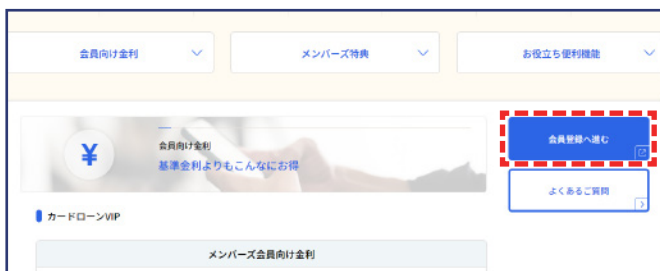 会員向け金利
メンバーズ特典
お役立ち便利機能
¥
会員向け金利
基準金利よりもこんなにお得
会員登録へ進む
よくあるご質問
カードローンVIP
メンバーズ会員向け金利